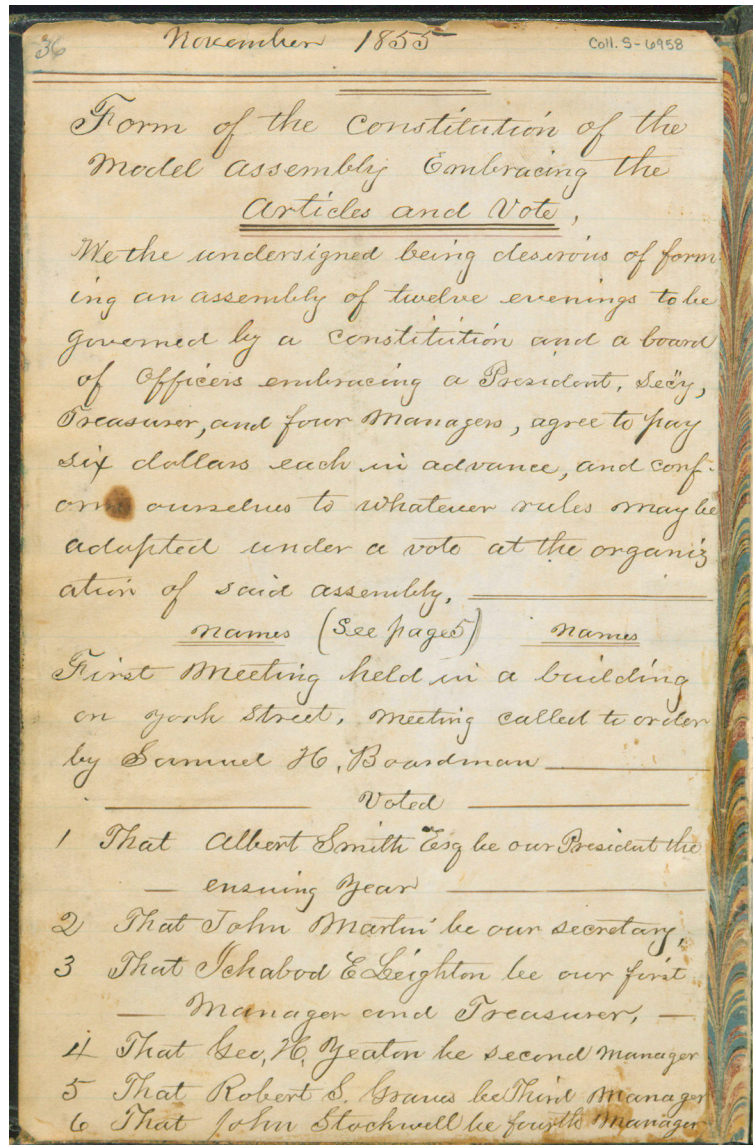 36
November 1855
Coll. S-6958
Form of the Constitution of the
Model Assembly Embracing the
Articles and Vote,
We the undersigned being desirous of form-
ing an assembly of twelve evenings to be
governed by a constitution and a board
of Officers embracing a President, Sec'y,
Treasurer, and four Managers, agree to pay
six dollars each in advance, and conf-
orm ourselves to whatever rules may be
adopted under a vote at the organiz
ation of said assembly.
Names (See page 5) Names
First Meeting held in a building
on York Street. Meeting called to order
by Samuel H. Boardman
Voted
1 That Albert Smith Esq be our President the
ensuing Year
2 That John Martin be our secretary,
3 That Ichabod E Leighton be our first
Manager and Treasurer,
4 That Geo. H. Yeaton be second Manager
5 That Robert S. Graves be Third Manager
6 That John Stockwell be fourth Manager